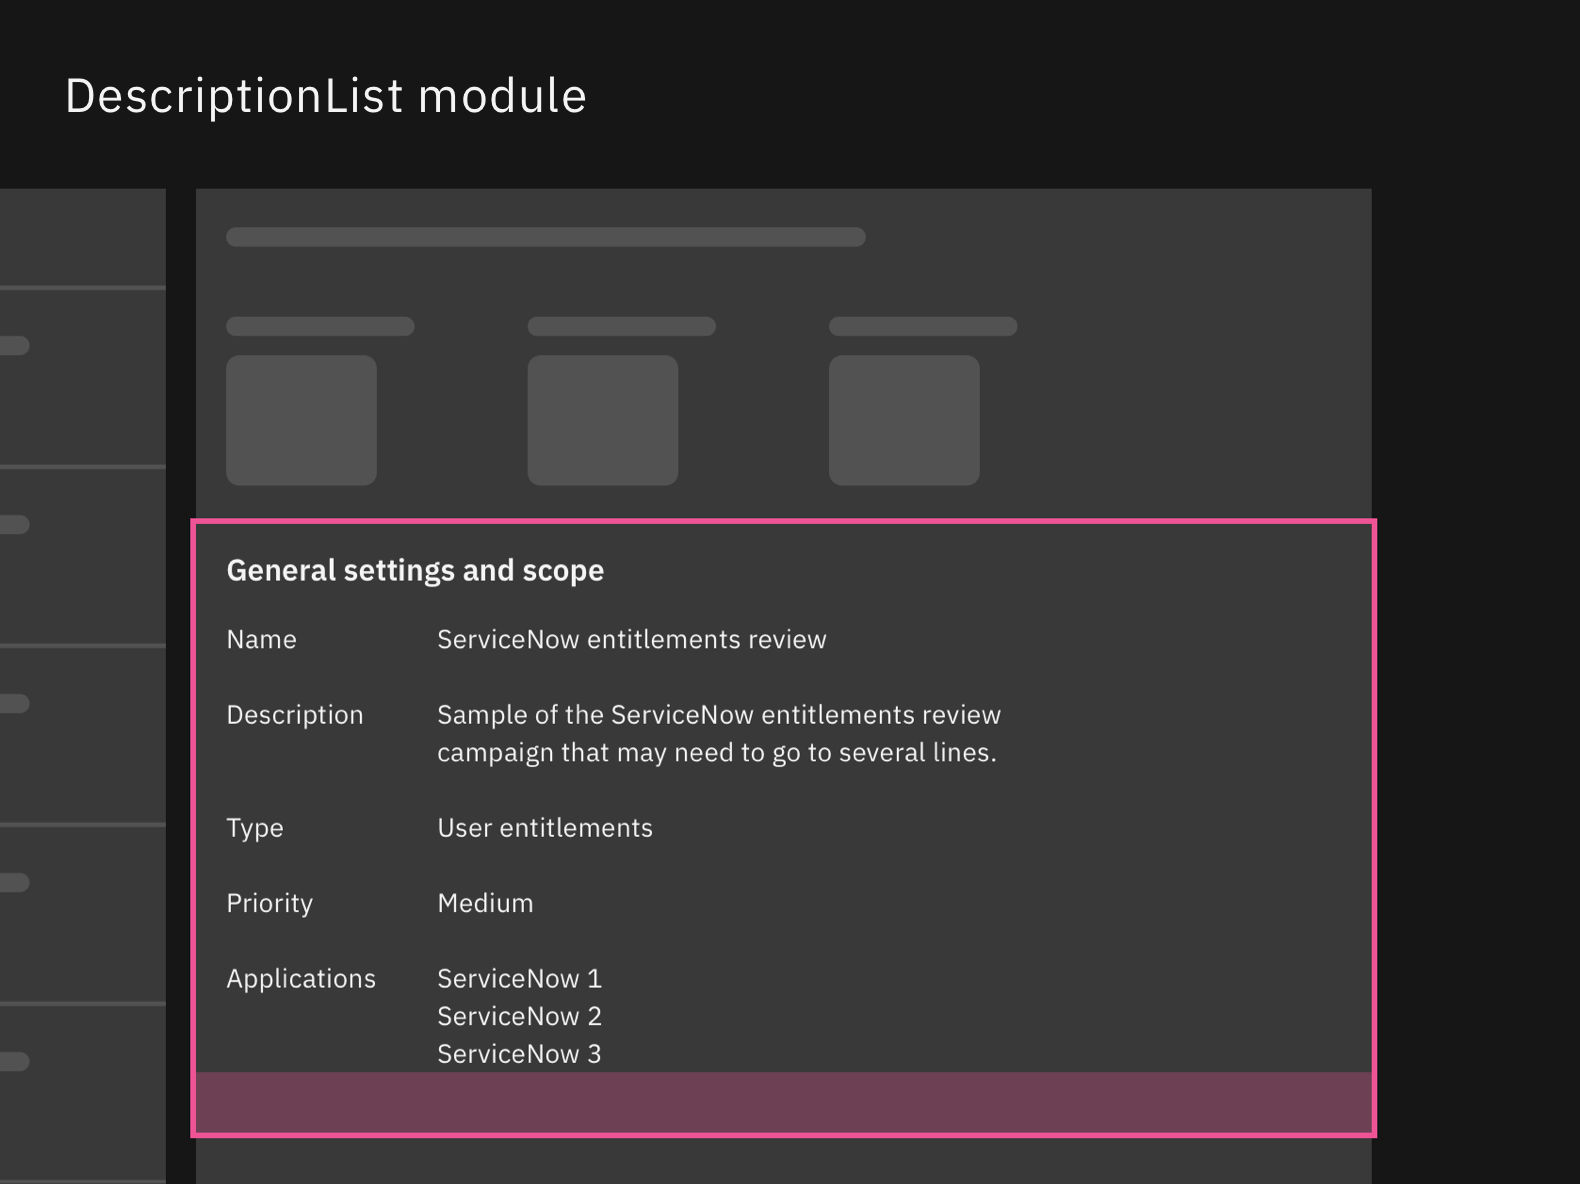 DescriptionList module
General settings and scope
Name ServiceNow entitlements review
Description Sample of the ServiceNow entitlements review
campaign that may need to go to several lines.
Type User entitlements
Priority Medium
Applications ServiceNow 1
ServiceNow 2
ServiceNow 3